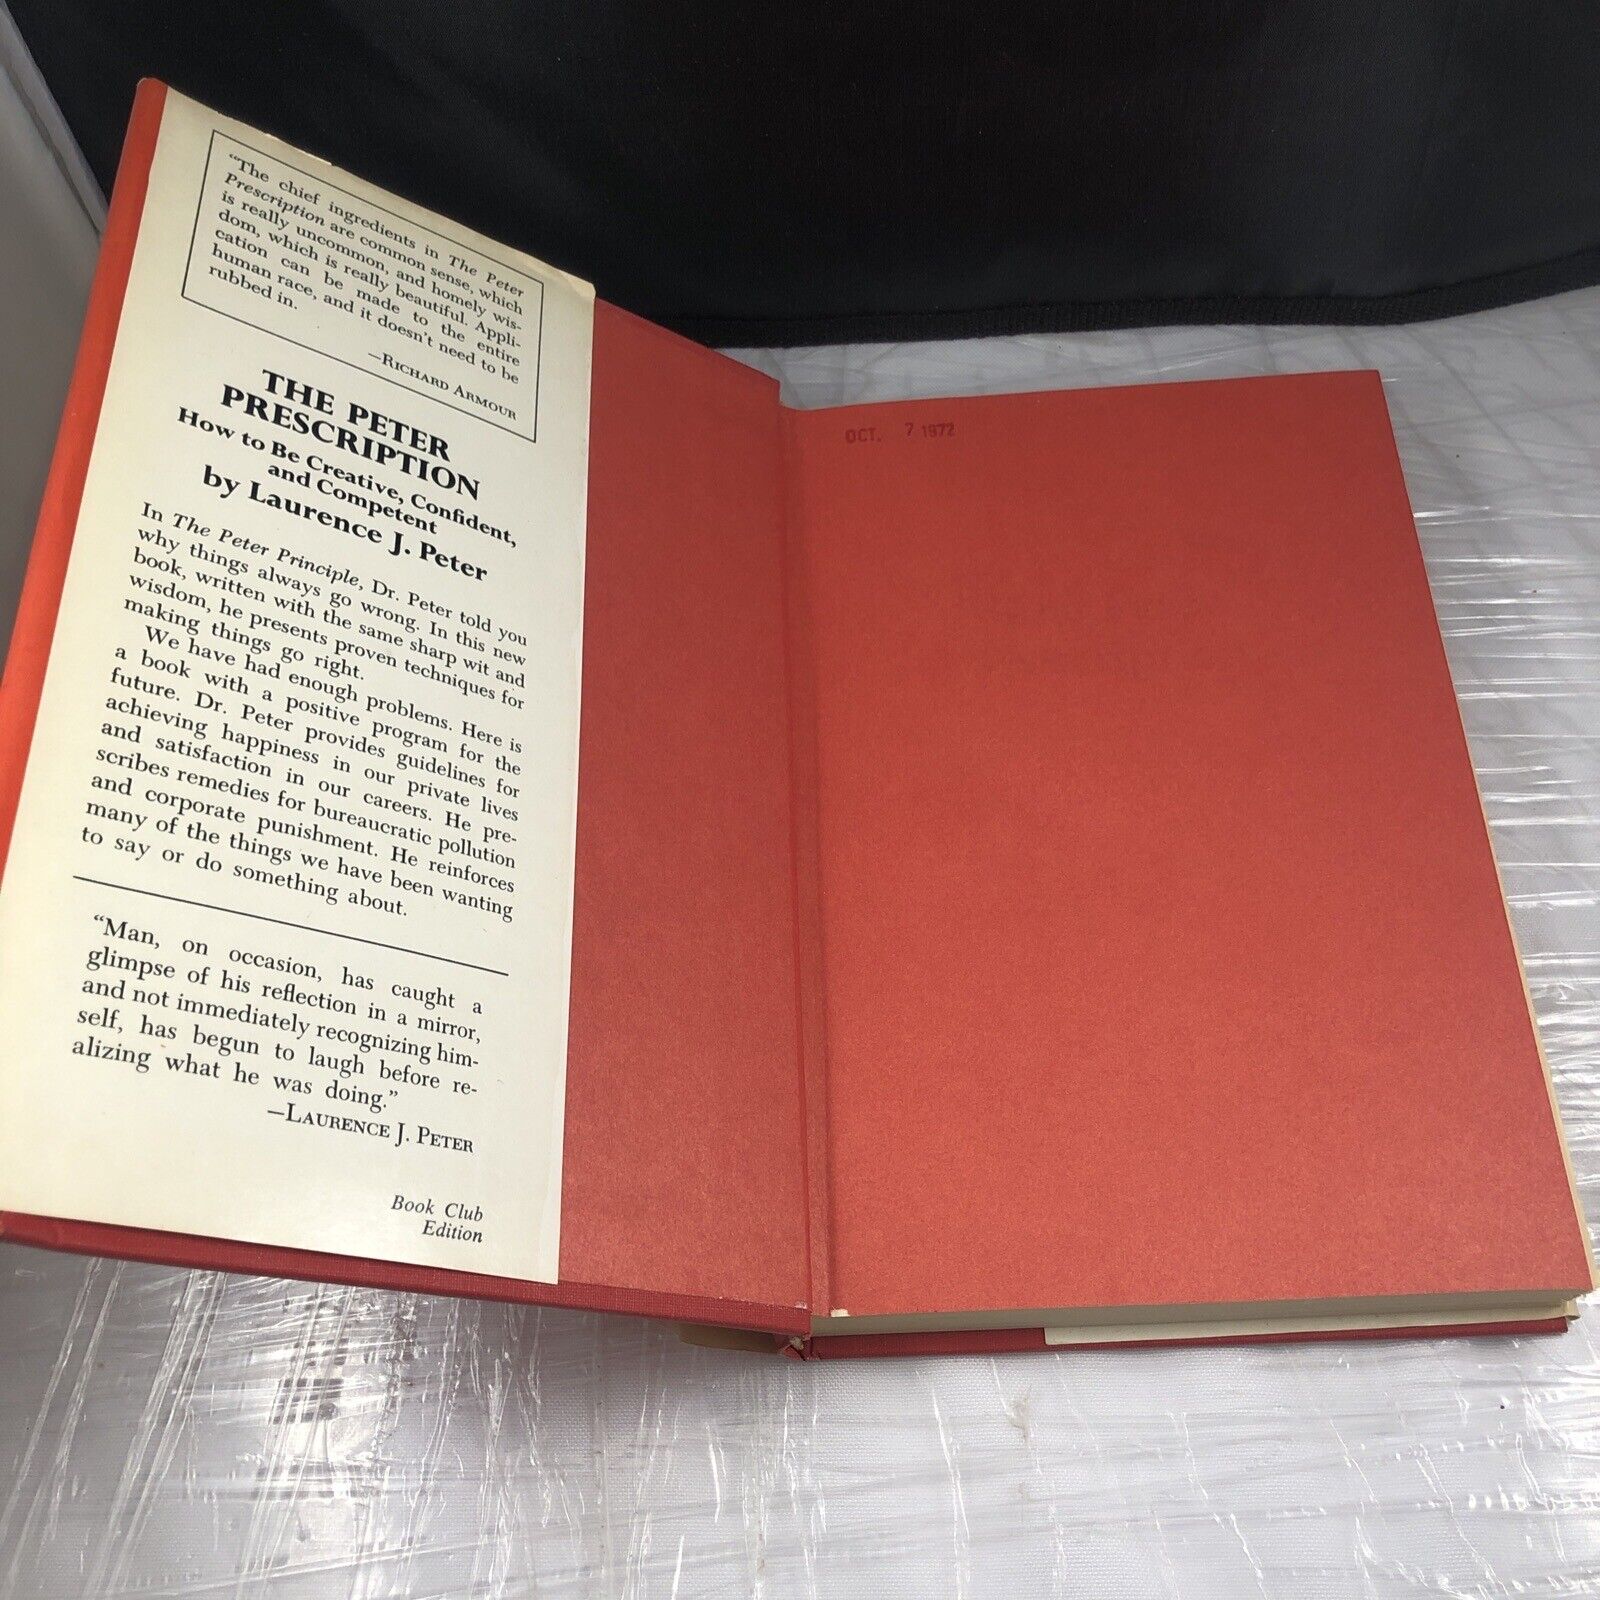 "The chief ingredients in The Peter
Prescription are common sense, which
is really uncommon, and homely wis-
dom, which is really beautiful. Appli-
cation can be made to the entire
human race, and it doesn't need to be
rubbed in.
—RICHARD ARMOUR
THE PETER
PRESCRIPTION
How to Be Creative, Confident,
and Competent
by Laurence J. Peter
In The Peter Principle, Dr. Peter told you
why things always go wrong. In this new
book, written with the same sharp wit and
wisdom, he presents proven techniques for
making things go right.
We have had enough problems. Here is
a book with a positive program for the
future. Dr. Peter provides guidelines for
achieving happiness in our private lives
and satisfaction in our careers. He pre-
scribes remedies for bureaucratic pollution
and corporate punishment. He reinforces
many of the things we have been wanting
to say or do something about.
"Man, on occasion, has caught a
glimpse of his reflection in a mirror,
and not immediately recognizing him-
self, has begun to laugh before re-
alizing what he was doing."
—LAURENCE J. PETER
Book Club
Edition
OCT. 7 1972